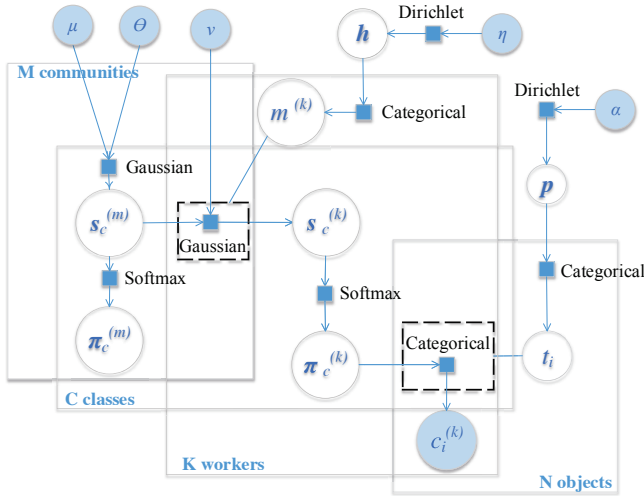 μ
Θ
ν
h
Dirichlet
η
M communities
m (k)
Categorical
Dirichlet
α
Gaussian
p
s_c^(m)
Gaussian
s_c^(k)
Categorical
Softmax
Softmax
π_c^(m)
π_c^(k)
Categorical
t_i
C classes
c_i^(k)
K workers
N objects